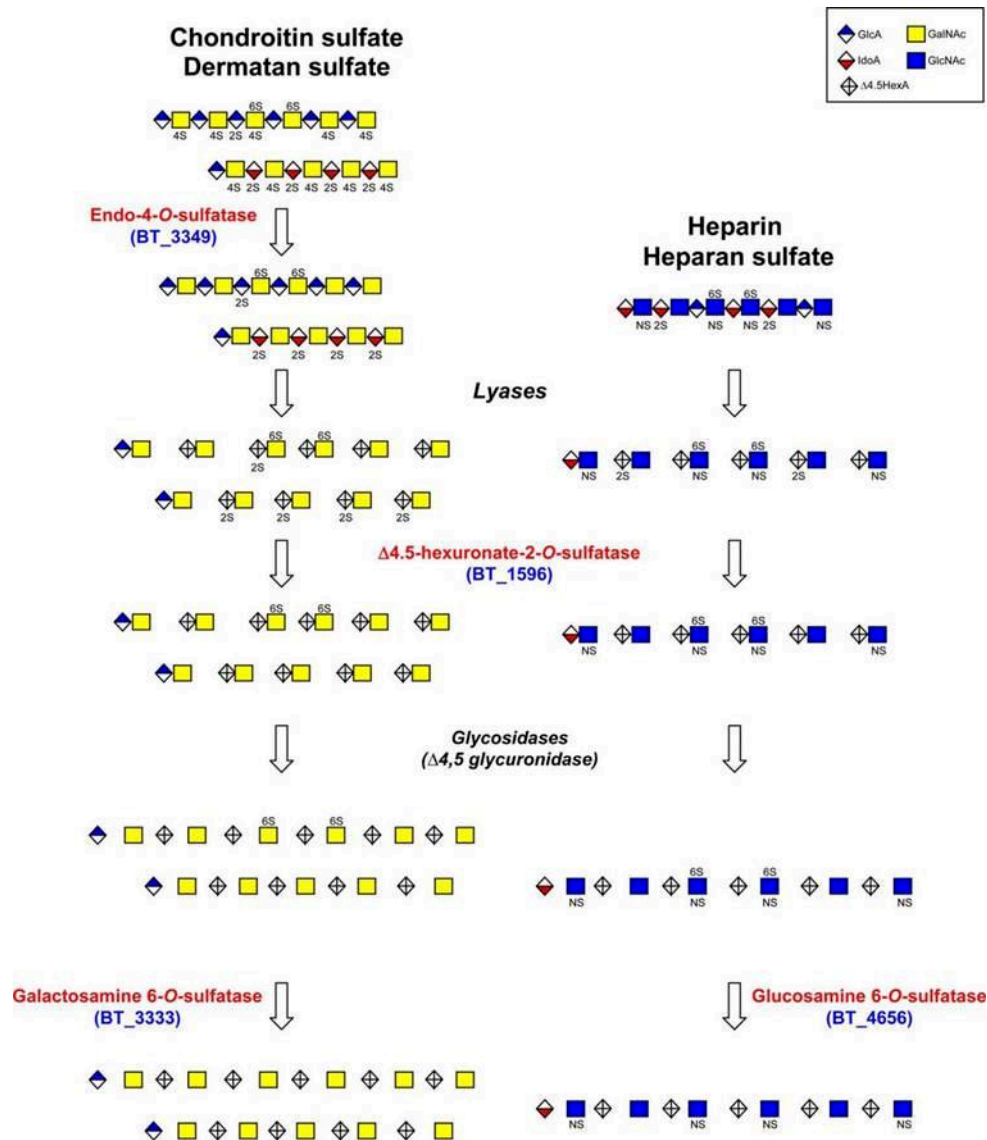 Chondroitin sulfate
Dermatan sulfate
GlcA GalNAc
IdoA GlcNAc
Δ4.5HexA
6S 6S
4S 4S 2S 4S 4S 4S
4S 2S 4S 2S 4S 2S 4S 2S 4S
Endo-4-O-sulfatase
(BT_3349)
Heparin
Heparan sulfate
6S 6S
2S
2S 2S 2S 2S
6S 6S
NS 2S NS NS 2S NS
Lyases
6S 6S
2S
2S 2S 2S 2S
6S 6S
NS 2S NS NS 2S NS
Δ4.5-hexuronate-2-O-sulfatase
(BT_1596)
6S 6S
6S 6S
NS NS NS NS
Glycosidases
(Δ4,5 glycuronidase)
6S 6S
6S 6S
NS NS NS NS
Galactosamine 6-O-sulfatase
(BT_3333)
Glucosamine 6-O-sulfatase
(BT_4656)
NS NS NS NS